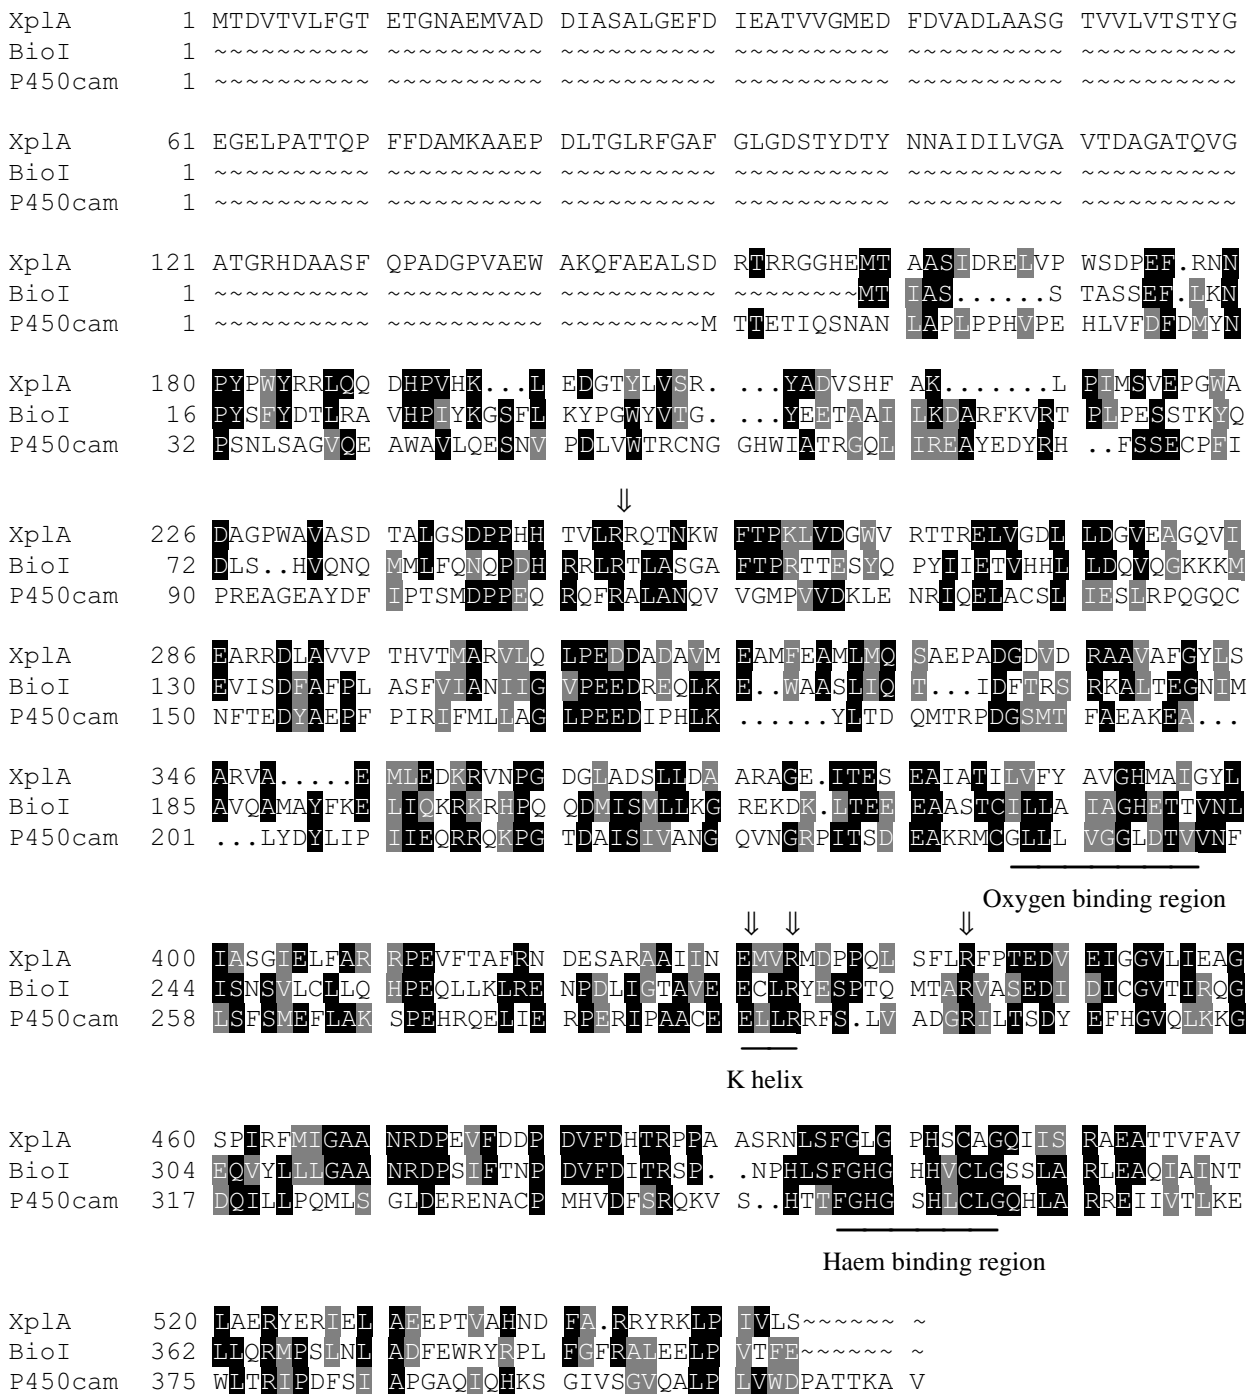 XplA 1 MTDVTVLFGT ETGNAEMVAD DIASALGEFD IEATVVGMED FDVADLAASG TVVLVTSTYG
BioI 1 ~~~~~~~~~~ ~~~~~~~~~~ ~~~~~~~~~~ ~~~~~~~~~~ ~~~~~~~~~~ ~~~~~~~~~~
P450cam 1 ~~~~~~~~~~ ~~~~~~~~~~ ~~~~~~~~~~ ~~~~~~~~~~ ~~~~~~~~~~ ~~~~~~~~~~
XplA 61 EGELPATTQP FFDAMKAAEP DLTGLRFGAF GLGDSTYDTY NNAIDILVGA VTDAGATQVG
BioI 1 ~~~~~~~~~~ ~~~~~~~~~~ ~~~~~~~~~~ ~~~~~~~~~~ ~~~~~~~~~~ ~~~~~~~~~~
P450cam 1 ~~~~~~~~~~ ~~~~~~~~~~ ~~~~~~~~~~ ~~~~~~~~~~ ~~~~~~~~~~ ~~~~~~~~~~
XplA 121 ATGRHDAASF QPADGPVAEW AKQFAEALSD RTRRGGHEMT AASIDRELVP WSDPEF.RNN
BioI 1 ~~~~~~~~~~ ~~~~~~~~~~ ~~~~~~~~~~ ~~~~~~~~MT IAS......S TASSEF.LKN
P450cam 1 ~~~~~~~~~~ ~~~~~~~~~~ ~~~~~~~~~M TTETIQSNAN LAPLPPHVPE HLVFDFDMYN
XplA 180 PYPWYRRLQQ DHPVHK...L EDGTYLVSR. ...YADVSHF AK.......L PIMSVEPGWA
BioI 16 PYSFYDTLRA VHPIYKGSFL KYPGWYVTG. ...YEETAAI LKDARFKVRT PLPESSTKYQ
P450cam 32 PSNLSAGVQE AWAVLQESNV PDLVWTRCNG GHWIATRGQL IREAYEDYRH ..FSSECPFI
⇓
XplA 226 DAGPWAVASD TALGSDPPHH TVLRRQTNKW FTPKLVDGWV RTTRELVGDL LDGVEAGQVI
BioI 72 DLS..HVQNQ MMLFQNQPDH RRLRTLASGA FTPRTTESYQ PYIIETVHHL LDQVQGKKKM
P450cam 90 PREAGEAYDF IPTSMDPPEQ RQFRALANQV VGMPVVDKLE NRIQELACSL IESLRPQGQC
XplA 286 EARRDLAVVP THVTMARVLQ LPEDDADAVM EAMFEAMLMQ SAEPADGDVD RAAVAFGYLS
BioI 130 EVISDFAFPL ASFVIANIIG VPEEDREQLK E..WAASLIQ T...IDFTRS RKALTEGNIM
P450cam 150 NFTEDYAEPF PIRIFMLLAG LPEEDIPHLK ......YLTD QMTRPDGSMT FAEAKEA...
XplA 346 ARVA.....E MLEDKRVNPG DGLADSLLDA ARAGE.ITES EAIATILVFY AVGHMAIGYL
BioI 185 AVQAMAYFKE LIQKRKRHPQ QDMISMLLKG REKDK.LTEE EAASTCILLA IAGHETTVNL
P450cam 201 ...LYDYLIP IIEQRRQKPG TDAISIVANG QVNGRPITSD EAKRMCGLLL VGGLDTVVNF
Oxygen binding region
⇓ ⇓ ⇓
XplA 400 IASGIELFAR RPEVFTAFRN DESARAAIIN EMVRMDPPQL SFLRFPTEDV EIGGVLIEAG
BioI 244 ISNSVLCLLQ HPEQLLKLRE NPDLIGTAVE ECLRYESPTQ MTARVASEDI DICGVTIRQG
P450cam 258 LSFSMEFLAK SPEHRQELIE RPERIPAACE ELLRRFS.LV ADGRILTSDY EFHGVQLKKG
K helix
XplA 460 SPIRFMIGAA NRDPEVFDDP DVFDHTRPPA ASRNLSFGLG PHSCAGQIIS RAEATTVFAV
BioI 304 EQVYLLLGAA NRDPSIFTNP DVFDITRSP. .NPHLSFGHG HHVCLGSSLA RLEAQIAINT
P450cam 317 DQILLPQMLS GLDERENACP MHVDFSRQKV S..HTTFGHG SHLCLGQHLA RREIIVTLKE
Haem binding region
XplA 520 LAERYERIEL AEEPTVAHND FA.RRYRKLP IVLS~~~~~~ ~
BioI 362 LLQRMPSLNL ADFEWRYRPL FGFRALEELP VTFE~~~~~~ ~
P450cam 375 WLTRIPDFSI APGAQIQHKS GIVSGVQALP LVWDPATTKA V